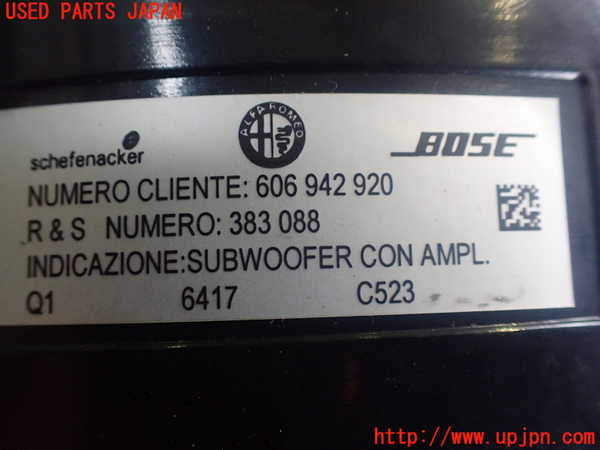 USED PARTS JAPAN
schefenacker
ALFA ROMEO
BOSE
NUMERO CLIENTE: 606 942 920
R & S NUMERO: 383 088
INDICAZIONE:SUBWOOFER CON AMPL.
Q1 6417 C523
http://www.upjpn.com/